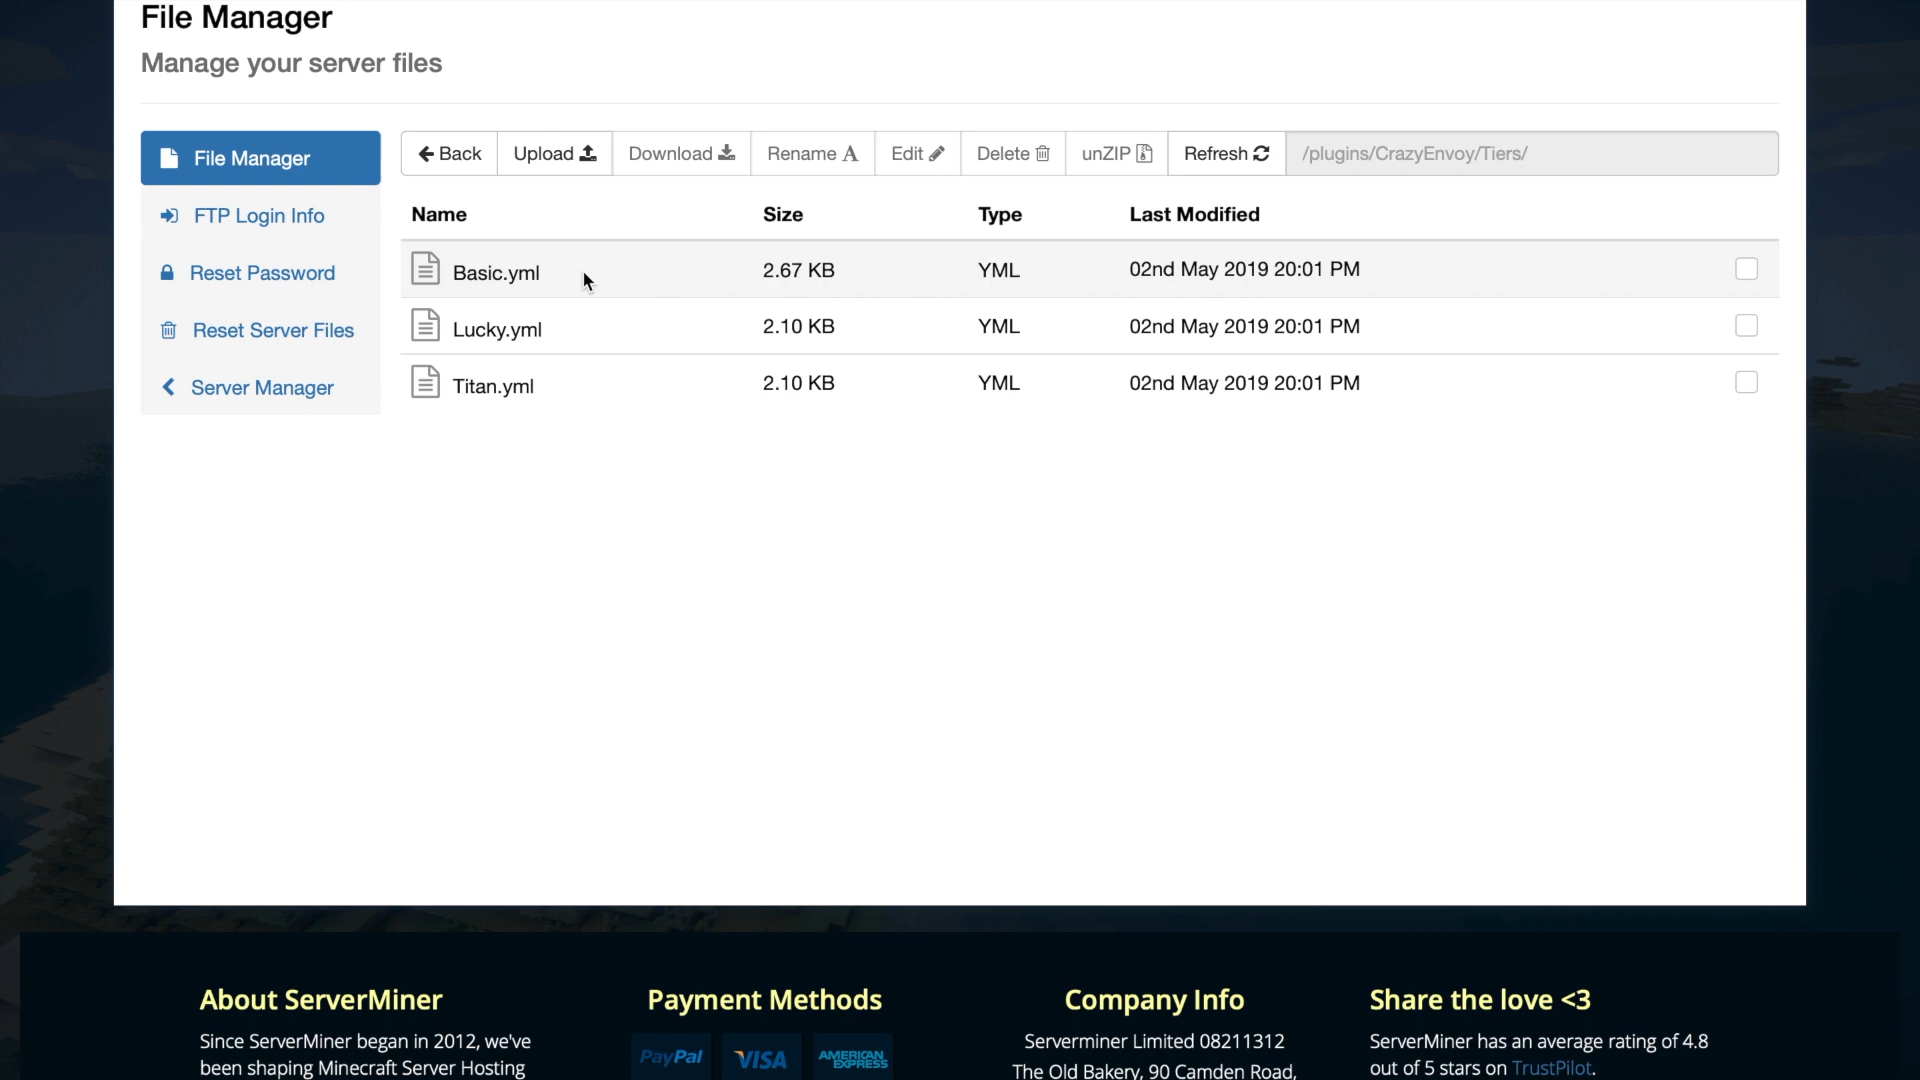 File Manager
Manage your server files
File Manager
FTP Login Info
Reset Password
Reset Server Files
Server Manager
Back Upload Download Rename Edit Delete unZIP Refresh /plugins/CrazyEnvoy/Tiers/
Name Size Type Last Modified
Basic.yml 2.67 KB YML 02nd May 2019 20:01 PM
Lucky.yml 2.10 KB YML 02nd May 2019 20:01 PM
Titan.yml 2.10 KB YML 02nd May 2019 20:01 PM
About ServerMiner
Since ServerMiner began in 2012, we've
been shaping Minecraft Server Hosting
Payment Methods
PayPal VISA AMERICAN EXPRESS
Company Info
Serverminer Limited 08211312
The Old Bakery, 90 Camden Road,
Share the love <3
ServerMiner has an average rating of 4.8
out of 5 stars on TrustPilot.